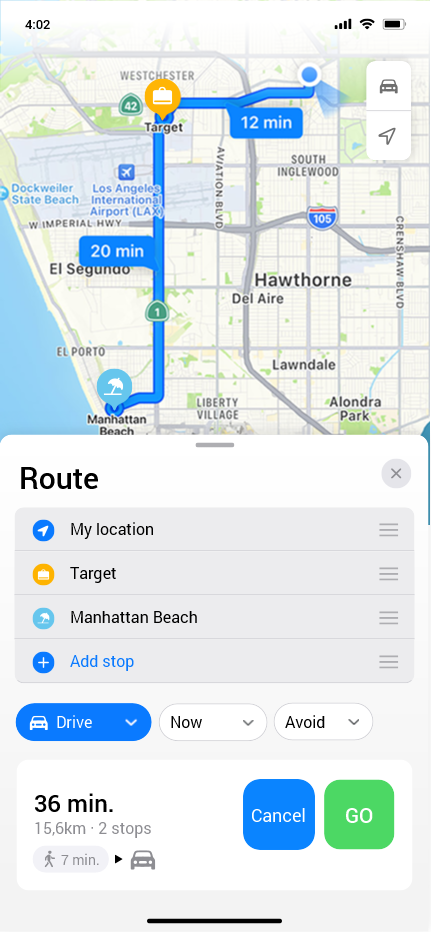 4:02
WESTCHESTER
42
Target
12 min
AVIATION BLVD
SOUTH
INGLEWOOD
Dockweiler
State Beach
Los Angeles
International
Airport (LAX)
105
W IMPERIAL HWY
CRENSHAW BLVD
20 min
El Segundo
Hawthorne
Del Aire
1
EL PORTO
Lawndale
LIBERTY
VILLAGE
Alondra
Park
Manhattan
Beach
Route
My location
Target
Manhattan Beach
Add stop
Drive
Now
Avoid
36 min.
15,6km · 2 stops
7 min.
Cancel
GO